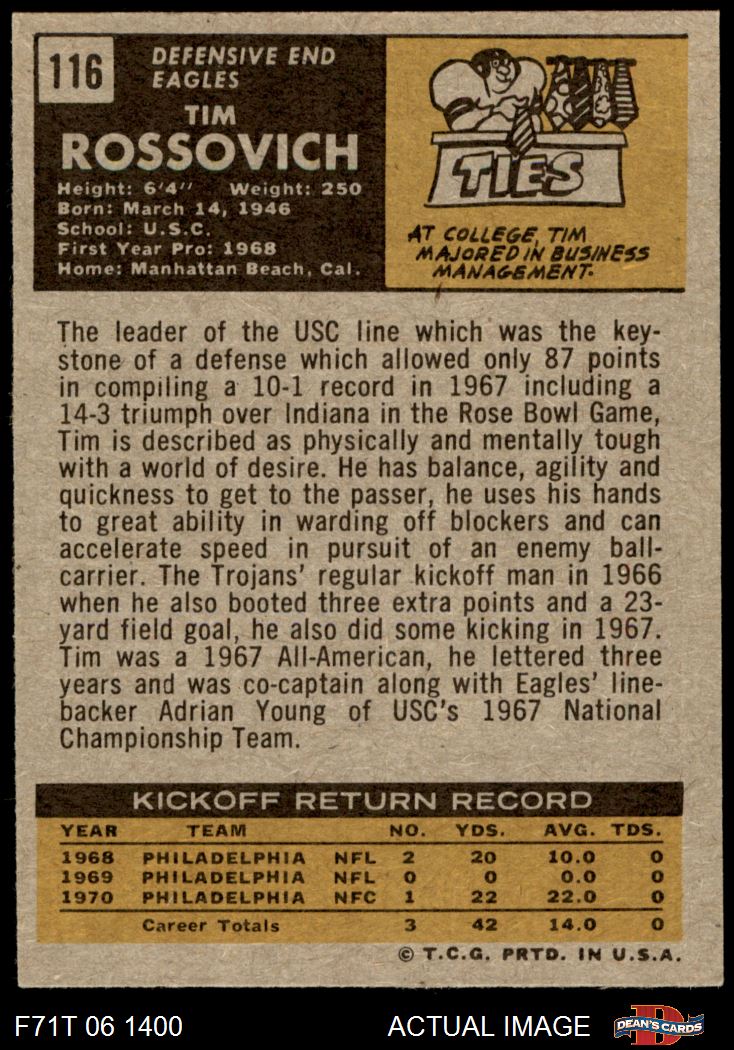 116
DEFENSIVE END
EAGLES
TIM
ROSSOVICH
Height: 6'4" Weight: 250
Born: March 14, 1946
School: U.S.C.
First Year Pro: 1968
Home: Manhattan Beach, Cal.
TIES
AT COLLEGE, TIM
MAJORED IN BUSINESS
MANAGEMENT.
The leader of the USC line which was the key-
stone of a defense which allowed only 87 points
in compiling a 10-1 record in 1967 including a
14-3 triumph over Indiana in the Rose Bowl Game,
Tim is described as physically and mentally tough
with a world of desire. He has balance, agility and
quickness to get to the passer, he uses his hands
to great ability in warding off blockers and can
accelerate speed in pursuit of an enemy ball-
carrier. The Trojans' regular kickoff man in 1966
when he also booted three extra points and a 23-
yard field goal, he also did some kicking in 1967.
Tim was a 1967 All-American, he lettered three
years and was co-captain along with Eagles' line-
backer Adrian Young of USC's 1967 National
Championship Team.
KICKOFF RETURN RECORD
YEAR TEAM NO. YDS. AVG. TDS.
1968 PHILADELPHIA NFL 2 20 10.0 0
1969 PHILADELPHIA NFL 0 0 0.0 0
1970 PHILADELPHIA NFC 1 22 22.0 0
Career Totals 3 42 14.0 0
© T.C.G. PRTD. IN U.S.A.
F71T 06 1400 ACTUAL IMAGE D DEAN'S CARDS